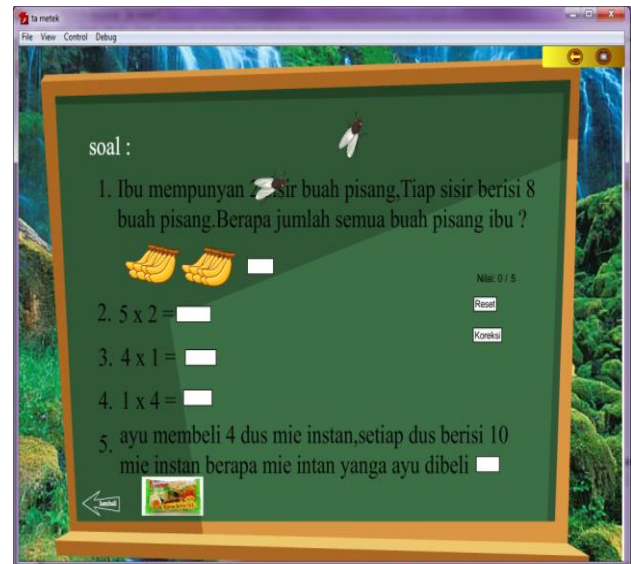 ta metek
File View Control Debug
soal :
1. Ibu mempunyan 2 sir buah pisang,Tiap sisir berisi 8
buah pisang.Berapa jumlah semua buah pisang ibu ?
Nilai: 0 / 5
Reset
2. 5 x 2 =
Koreksi
3. 4 x 1 =
4. 1 x 4 =
5. ayu membeli 4 dus mie instan,setiap dus berisi 10
mie instan berapa mie intan yanga ayu dibeli
kembali